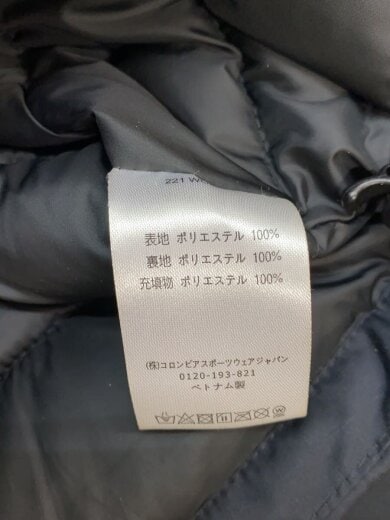 表地 ポリエステル 100%
裏地 ポリエステル 100%
充填物 ポリエステル 100%
(株)コロンビアスポーツウェアジャパン
0120-193-821
ベトナム製